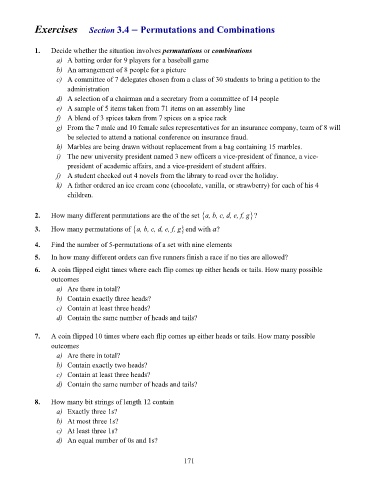 Exercises Section 3.4 – Permutations and Combinations
1. Decide whether the situation involves permutations or combinations
a) A batting order for 9 players for a baseball game
b) An arrangement of 8 people for a picture
c) A committee of 7 delegates chosen from a class of 30 students to bring a petition to the
administration
d) A selection of a chairman and a secretary from a committee of 14 people
e) A sample of 5 items taken from 71 items on an assembly line
f) A blend of 3 spices taken from 7 spices on a spice rack
g) From the 7 male and 10 female sales representatives for an insurance company, team of 8 will
be selected to attend a national conference on insurance fraud.
h) Marbles are being drawn without replacement from a bag containing 15 marbles.
i) The new university president named 3 new officers a vice-president of finance, a vice-
president of academic affairs, and a vice-president of student affairs.
j) A student checked out 4 novels from the library to read over the holiday.
k) A father ordered an ice cream cone (chocolate, vanilla, or strawberry) for each of his 4
children.
2. How many different permutations are the of the set {a, b, c, d, e, f, g}?
3. How many permutations of {a, b, c, d, e, f, g} end with a?
4. Find the number of 5-permutations of a set with nine elements
5. In how many different orders can five runners finish a race if no ties are allowed?
6. A coin flipped eight times where each flip comes up either heads or tails. How many possible
outcomes
a) Are there in total?
b) Contain exactly three heads?
c) Contain at least three heads?
d) Contain the same number of heads and tails?
7. A coin flipped 10 times where each flip comes up either heads or tails. How many possible
outcomes
a) Are there in total?
b) Contain exactly two heads?
c) Contain at least three heads?
d) Contain the same number of heads and tails?
8. How many bit strings of length 12 contain
a) Exactly three 1s?
b) At most three 1s?
c) At least three 1s?
d) An equal number of 0s and 1s?
171